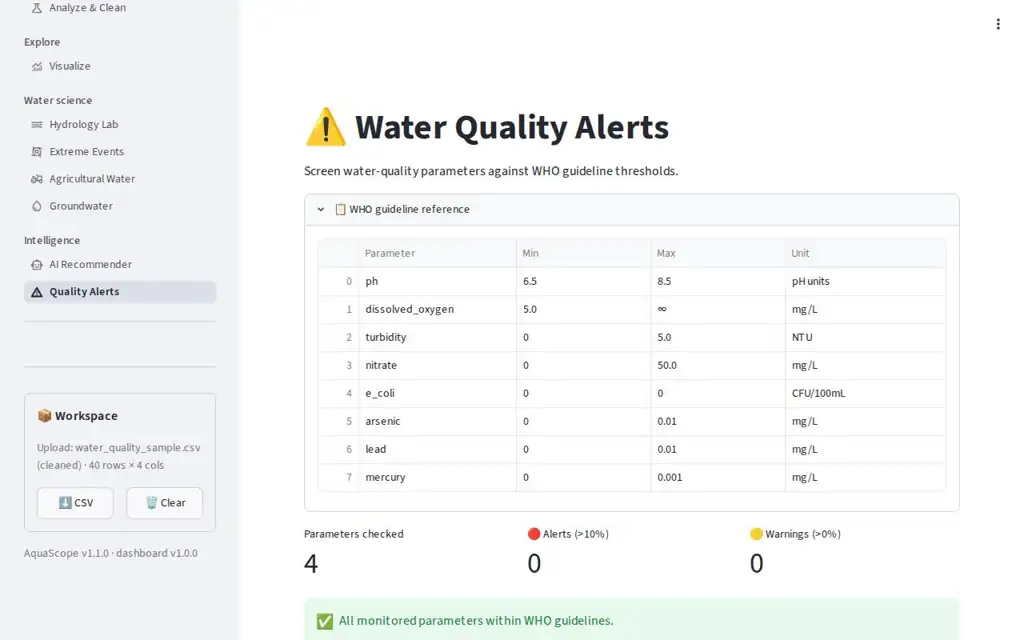 Analyze & Clean
Explore
Visualize
Water science
Hydrology Lab
Extreme Events
Agricultural Water
Groundwater
Intelligence
AI Recommender
Quality Alerts
📦 Workspace
Upload: water_quality_sample.csv
(cleaned) · 40 rows × 4 cols
⬇️ CSV 🗑️ Clear
AquaScope v1.1.0 · dashboard v1.0.0
⚠️ Water Quality Alerts
Screen water-quality parameters against WHO guideline thresholds.
📋 WHO guideline reference
Parameter Min Max Unit
0 ph 6.5 8.5 pH units
1 dissolved_oxygen 5.0 ∞ mg/L
2 turbidity 0 5.0 NTU
3 nitrate 0 50.0 mg/L
4 e_coli 0 0 CFU/100mL
5 arsenic 0 0.01 mg/L
6 lead 0 0.01 mg/L
7 mercury 0 0.001 mg/L
Parameters checked 🔴 Alerts (>10%) 🟡 Warnings (>0%)
4 0 0
✅ All monitored parameters within WHO guidelines.